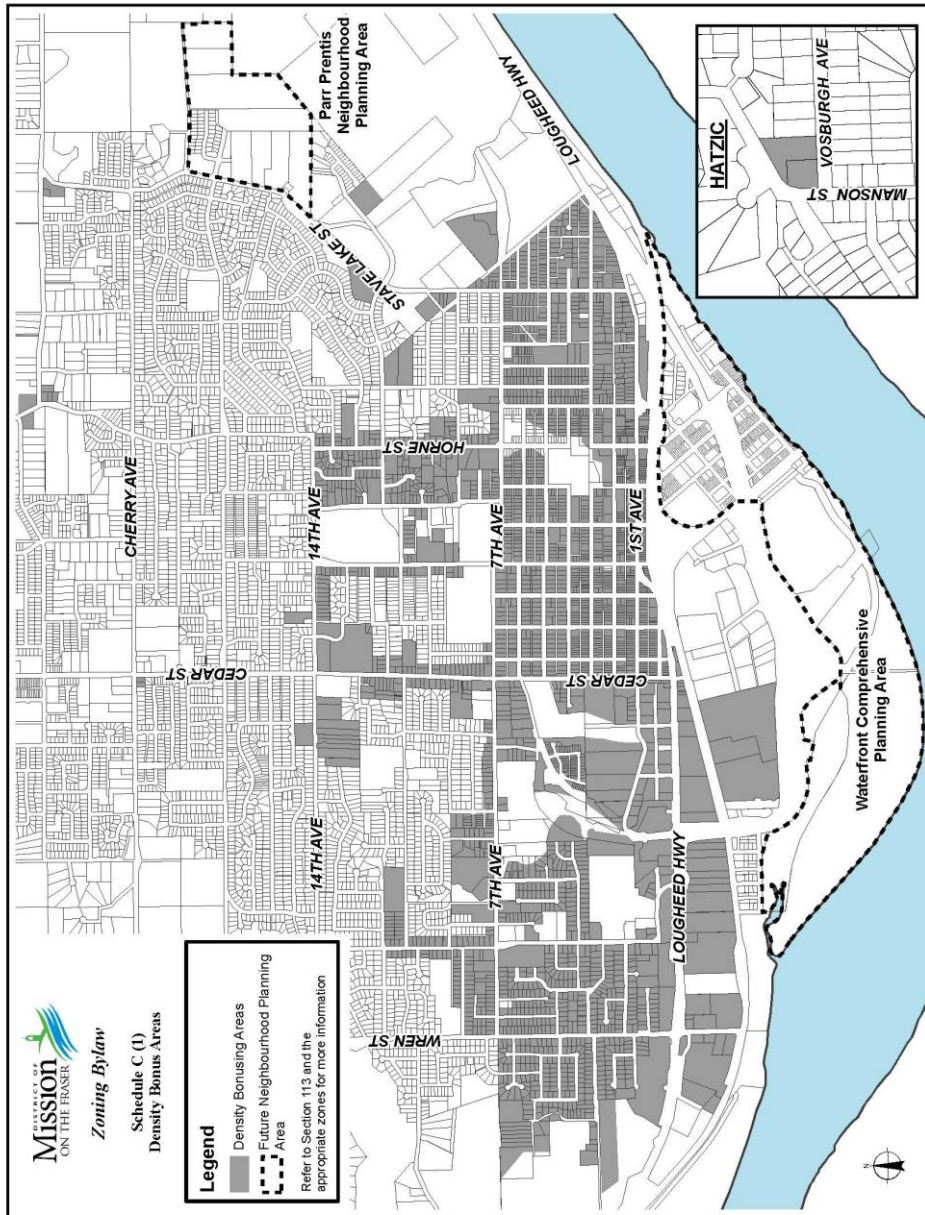 DISTRICT OF
Mission
ON THE FRASER
Zoning Bylaw
Schedule C (1)
Density Bonus Areas
Legend
Density Bonusing Areas
Future Neighbourhood Planning
Area
Refer to Section 113 and the
appropriate zones for more information
CHERRY AVE
CEDAR ST
14TH AVE
14TH AVE
STAVE LAKE ST
Parr Prentis
Neighbourhood
Planning Area
HORNE ST
7TH AVE
7TH AVE
WREN ST
CEDAR ST
1ST AVE
LOUGHEED HWY
LOUGHEED HWY
Waterfront Comprehensive
Planning Area
HATZIC
VOSBURGH AVE
MANSON ST
N